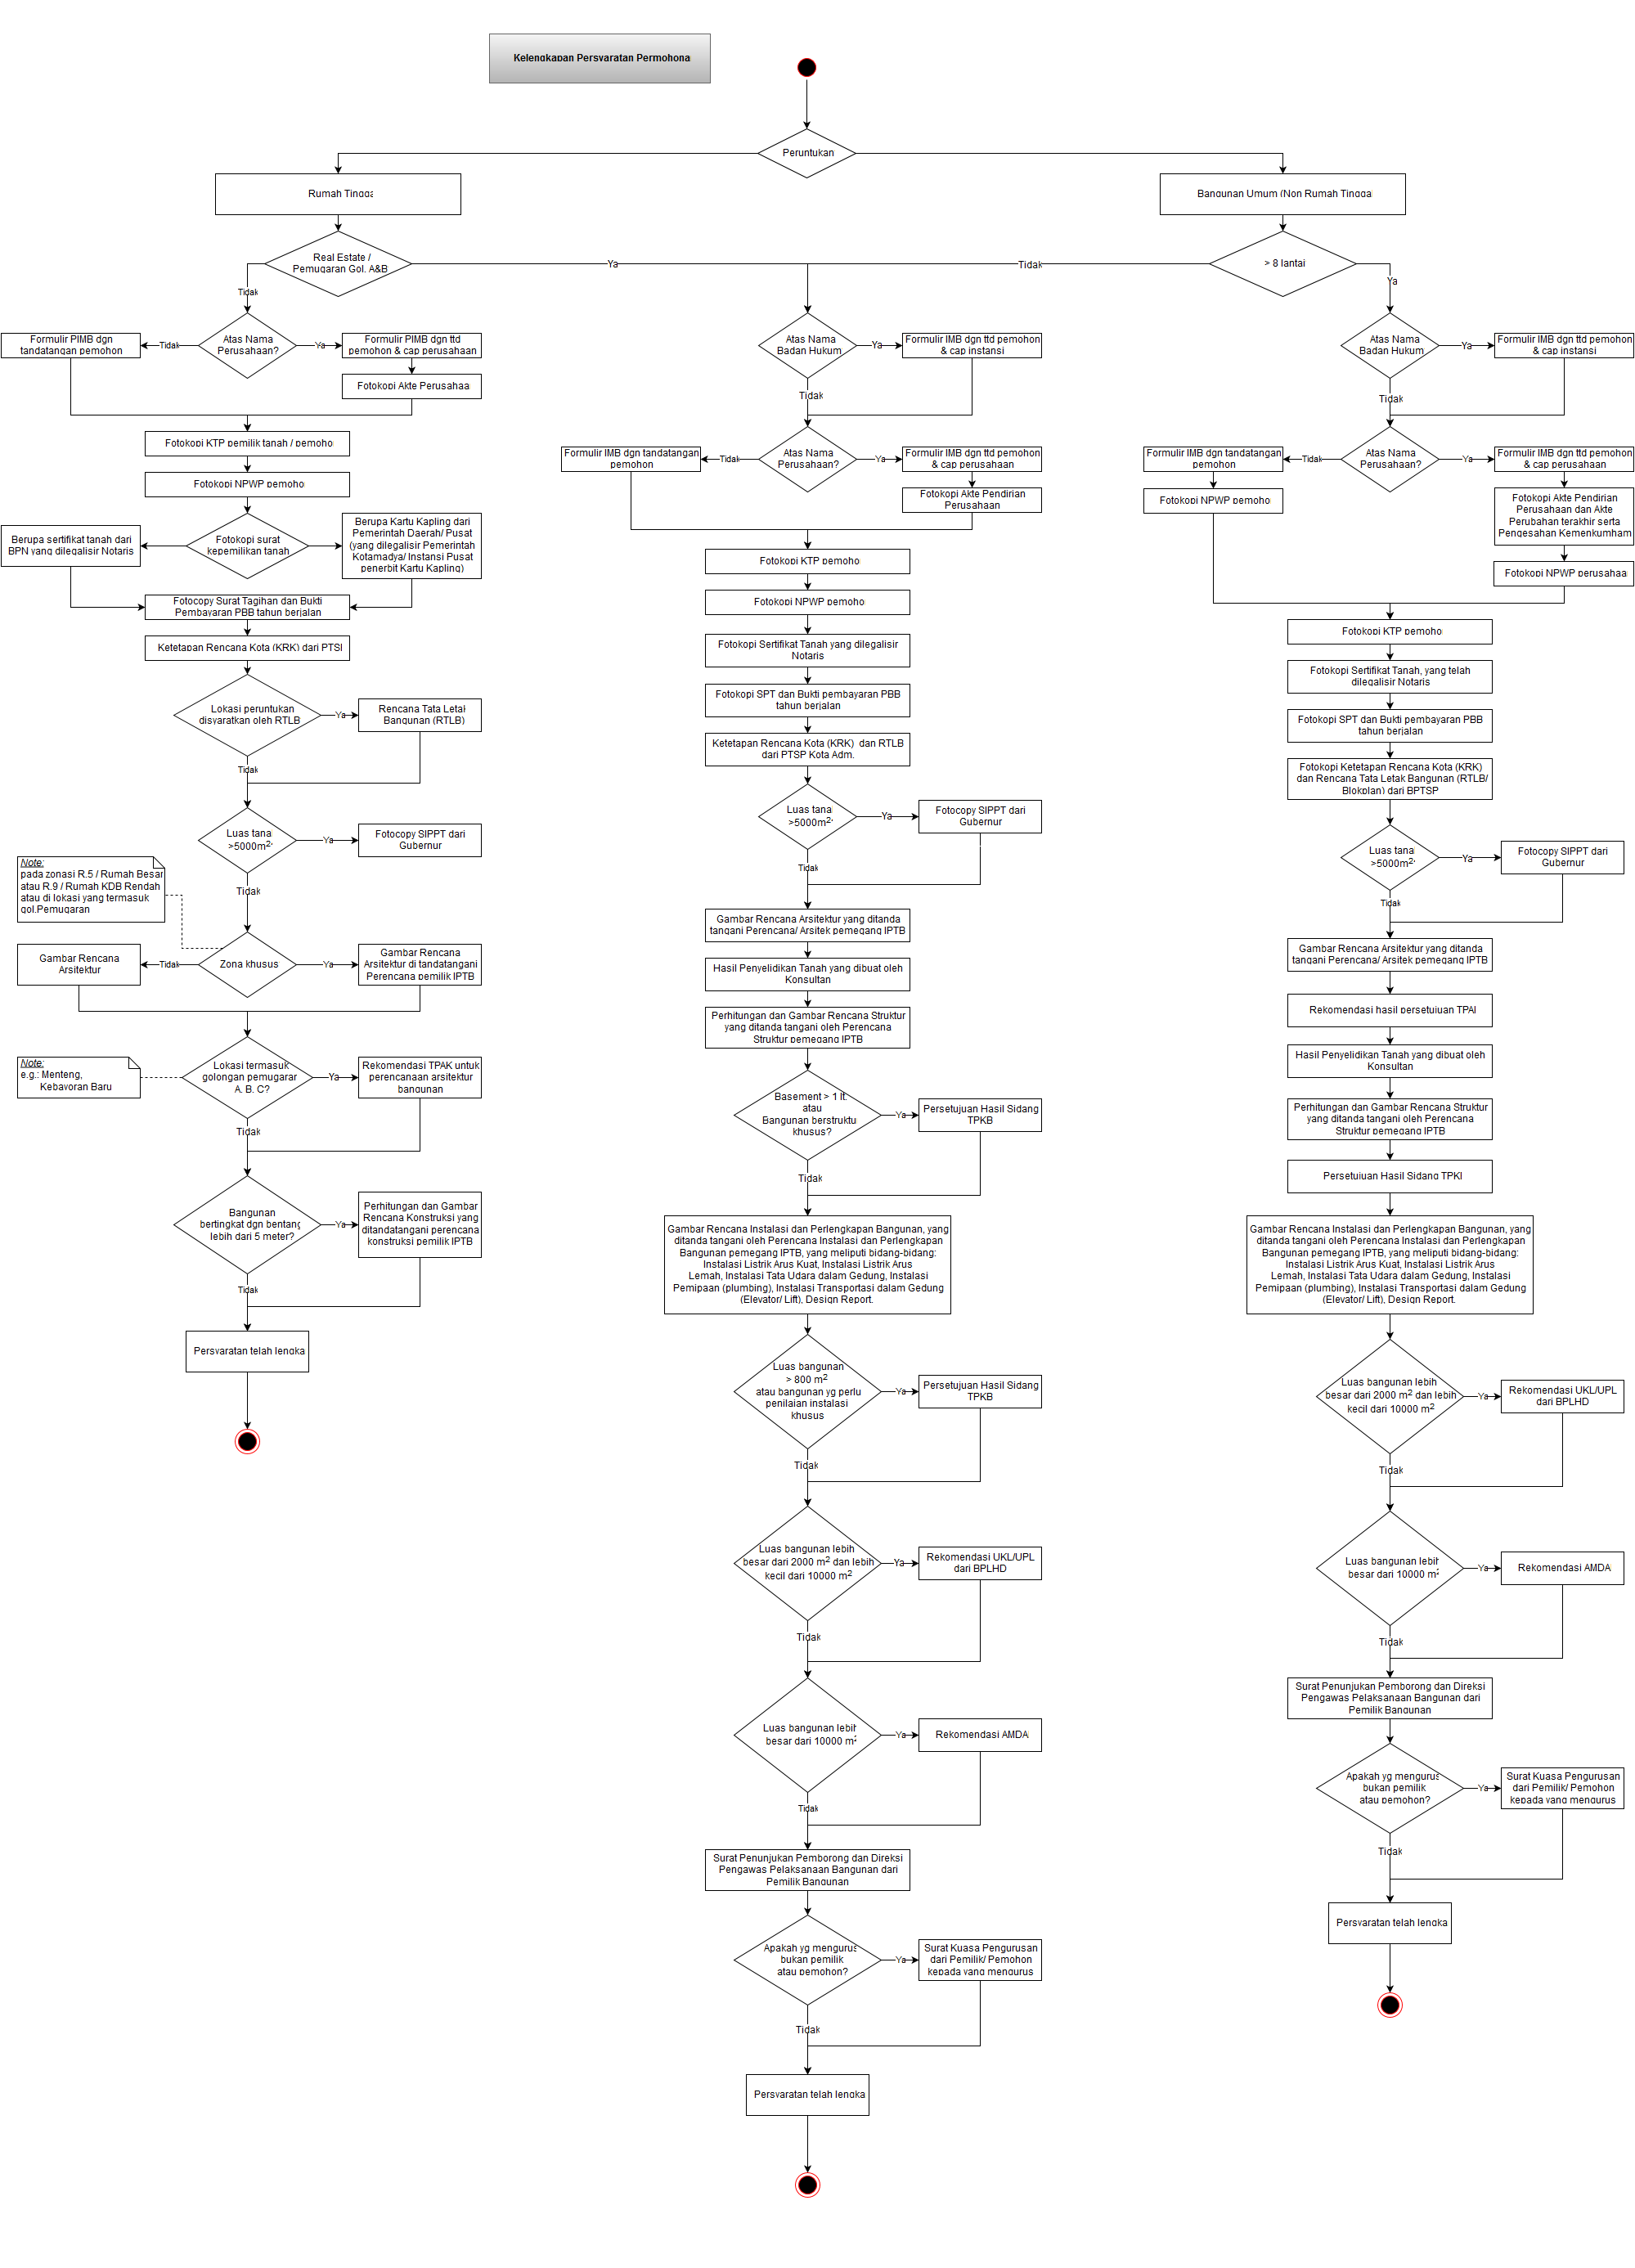 Kelengkapan Persyaratan Permohona
Peruntukan
Rumah Tingga
Bangunan Umum (Non Rumah Tingga
Real Estate /
Pemugaran Gol. A&B
Ya
Tidak
> 8 lantai
Tidak
Ya
Formulir PIMB dgn
tandatangan pemohon
Tidak
Atas Nama
Perusahaan?
Ya
Formulir PIMB dgn ttd
pemohon & cap perusahaan
Fotokopi Akte Perusahaa
Fotokopi KTP pemilik tanah / pemoho
Fotokopi NPWP pemoho
Berupa sertifikat tanah dari
BPN yang dilegalisir Notaris
Fotokopi surat
kepemilikan tanah
Berupa Kartu Kapling dari
Pemerintah Daerah/ Pusat
(yang dilegalisir Pemerintah
Kotamadya/ Instansi Pusat
penerbit Kartu Kapling)
Fotocopy Surat Tagihan dan Bukti
Pembayaran PBB tahun berjalan
Ketetapan Rencana Kota (KRK) dari PTSI
Lokasi peruntukan
disyaratkan oleh RTLB
Ya
Rencana Tata Letak
Bangunan (RTLB)
Tidak
Luas tana
>5000m2
Ya
Fotocopy SIPPT dari
Gubernur
Tidak
Note:
pada zonasi R.5 / Rumah Besar
atau R.9 / Rumah KDB Rendah
atau di lokasi yang termasuk
gol.Pemugaran
Gambar Rencana
Arsitektur
Tidak
Zona khusus
Ya
Gambar Rencana
Arsitektur di tandatangani
Perencana pemilik IPTB
Note:
e.g.: Menteng,
Kebayoran Baru
Lokasi termasuk
golongan pemugarar
A, B, C?
Ya
Rekomendasi TPAK untuk
perencanaan arsitektur
bangunan
Tidak
Bangunan
bertingkat dgn bentang
lebih dari 5 meter?
Ya
Perhitungan dan Gambar
Rencana Konstruksi yang
ditandatangani perencana
konstruksi pemilik IPTB
Tidak
Persyaratan telah lengka
Atas Nama
Badan Hukum
Ya
Formulir IMB dgn ttd pemohon
& cap instansi
Tidak
Formulir IMB dgn tandatangan
pemohon
Tidak
Atas Nama
Perusahaan?
Ya
Formulir IMB dgn ttd pemohon
& cap perusahaan
Fotokopi Akte Pendirian
Perusahaan
Fotokopi KTP pemoho
Fotokopi NPWP pemoho
Fotokopi Sertifikat Tanah yang dilegalisir
Notaris
Fotokopi SPT dan Bukti pembayaran PBB
tahun berjalan
Ketetapan Rencana Kota (KRK) dan RTLB
dari PTSP Kota Adm.
Luas tanal
>5000m2
Ya
Fotocopy SIPPT dari
Gubernur
Tidak
Gambar Rencana Arsitektur yang ditanda
tangani Perencana/ Arsitek pemegang IPTB
Hasil Penyelidikan Tanah yang dibuat oleh
Konsultan
Perhitungan dan Gambar Rencana Struktur
yang ditanda tangani oleh Perencana
Struktur pemegang IPTB
Basement > 1 lt.
atau
Bangunan berstruktu
khusus?
Ya
Persetujuan Hasil Sidang
TPKB
Tidak
Gambar Rencana Instalasi dan Perlengkapan Bangunan, yang
ditanda tangani oleh Perencana Instalasi dan Perlengkapan
Bangunan pemegang IPTB, yang meliputi bidang-bidang:
Instalasi Listrik Arus Kuat, Instalasi Listrik Arus
Lemah, Instalasi Tata Udara dalam Gedung, Instalasi
Pemipaan (plumbing), Instalasi Transportasi dalam Gedung
(Elevator/ Lift), Design Report.
Luas bangunan
> 800 m2
atau bangunan yg perlu
penilaian instalasi
khusus
Ya
Persetujuan Hasil Sidang
TPKB
Tidak
Luas bangunan lebih
besar dari 2000 m2 dan lebih
kecil dari 10000 m2
Ya
Rekomendasi UKL/UPL
dari BPLHD
Tidak
Luas bangunan lebih
besar dari 10000 m2
Ya
Rekomendasi AMDA
Tidak
Surat Penunjukan Pemborong dan Direksi
Pengawas Pelaksanaan Bangunan dari
Pemilik Bangunan
Apakah yg mengurus
bukan pemilik
atau pemohon?
Ya
Surat Kuasa Pengurusan
dari Pemilik/ Pemohon
kepada yang mengurus
Tidak
Persyaratan telah lengka
Atas Nama
Badan Hukum
Ya
Formulir IMB dgn ttd pemohon
& cap instansi
Tidak
Formulir IMB dgn tandatangan
pemohon
Tidak
Atas Nama
Perusahaan?
Ya
Formulir IMB dgn ttd pemohon
& cap perusahaan
Fotokopi NPWP pemoho
Fotokopi Akte Pendirian
Perusahaan dan Akte
Perubahan terakhir serta
Pengesahan Kemenkumham
Fotokopi NPWP perusahaa
Fotokopi KTP pemoho
Fotokopi Sertifikat Tanah, yang telah
dilegalisir Notaris
Fotokopi SPT dan Bukti pembayaran PBB
tahun berjalan
Fotokopi Ketetapan Rencana Kota (KRK)
dan Rencana Tata Letak Bangunan (RTLB/
Blokplan) dari BPTSP
Luas tana
>5000m2
Ya
Fotocopy SIPPT dari
Gubernur
Tidak
Gambar Rencana Arsitektur yang ditanda
tangani Perencana/ Arsitek pemegang IPTB
Rekomendasi hasil persetujuan TPAI
Hasil Penyelidikan Tanah yang dibuat oleh
Konsultan
Perhitungan dan Gambar Rencana Struktur
yang ditanda tangani oleh Perencana
Struktur pemegang IPTB
Persetujuan Hasil Sidang TPKI
Gambar Rencana Instalasi dan Perlengkapan Bangunan, yang
ditanda tangani oleh Perencana Instalasi dan Perlengkapan
Bangunan pemegang IPTB, yang meliputi bidang-bidang:
Instalasi Listrik Arus Kuat, Instalasi Listrik Arus
Lemah, Instalasi Tata Udara dalam Gedung, Instalasi
Pemipaan (plumbing), Instalasi Transportasi dalam Gedung
(Elevator/ Lift), Design Report.
Luas bangunan lebih
besar dari 2000 m2 dan lebih
kecil dari 10000 m2
Ya
Rekomendasi UKL/UPL
dari BPLHD
Tidak
Luas bangunan lebih
besar dari 10000 m2
Ya
Rekomendasi AMDA
Tidak
Surat Penunjukan Pemborong dan Direksi
Pengawas Pelaksanaan Bangunan dari
Pemilik Bangunan
Apakah yg mengurus
bukan pemilik
atau pemohon?
Ya
Surat Kuasa Pengurusan
dari Pemilik/ Pemohon
kepada yang mengurus
Tidak
Persyaratan telah lengka